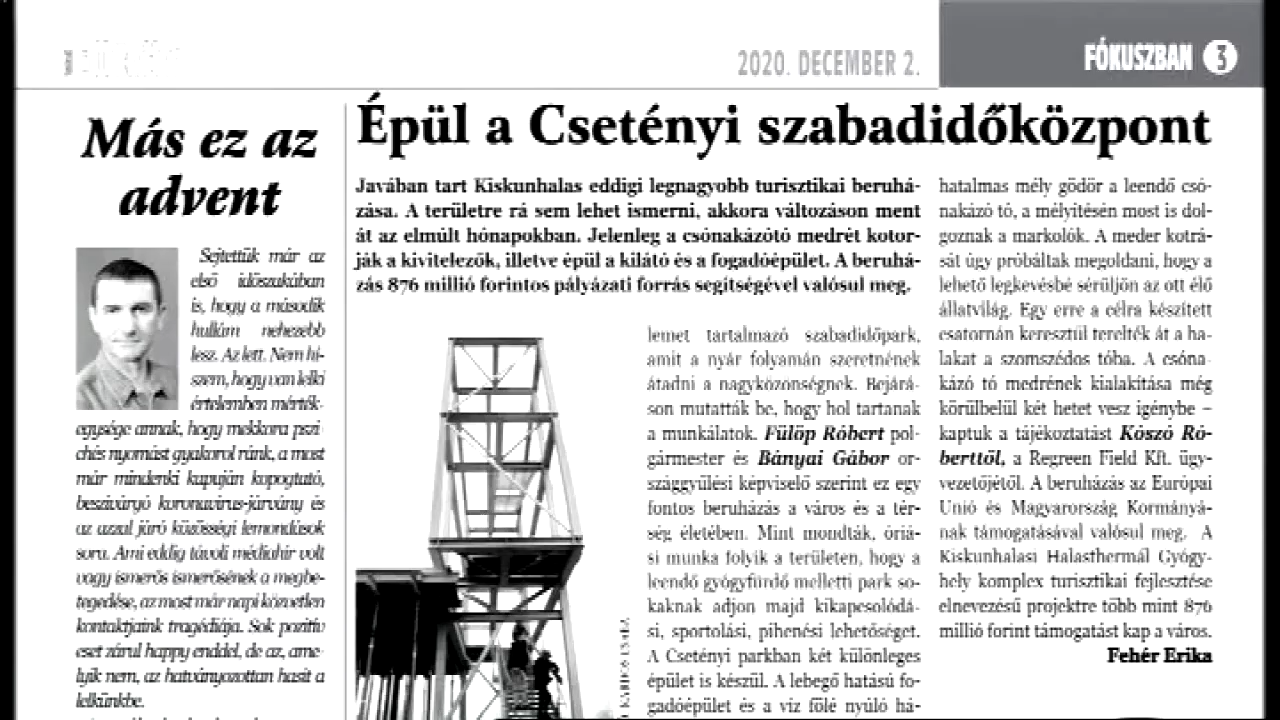 2020. DECEMBER 2.
FÓKUSZBAN 3
Más ez az
advent
Sejtettük már az
első időszakában
is, hogy a második
hullám nehezebb
lesz. Az lett. Nem hi-
szem, hogy van lelki
értelemben mérték-
egysége annak, hogy mekkora pszi-
chés nyomást gyakorol ránk, a most
már mindenki kapuján kopogtató,
beszivárgó koronavírus-járvány és
az azzal járó közösségi lemondások
sora. Ami eddig távoli médiahír volt
vagy ismerős ismerősének a megbe-
tegedése, az most már napi közvetlen
kontaktjaink tragédiája. Sok pozitív
eset zárul happy enddel, de az, ame-
lyik nem, az hatványozottan hasít a
lelkünkbe.
Épül a Csetényi szabadidőközpont
Javában tart Kiskunhalas eddigi legnagyobb turisztikai beruhá-
zása. A területre rá sem lehet ismerni, akkora változáson ment
át az elmúlt hónapokban. Jelenleg a csónakázótó medrét kotor-
ják a kivitelezők, illetve épül a kilátó és a fogadóépület. A beruhá-
zás 876 millió forintos pályázati forrás segítségével valósul meg.
lemet tartalmazó szabadidőpark,
amit a nyár folyamán szeretnének
átadni a nagyközönségnek. Bejárá-
son mutatták be, hogy hol tartanak
a munkálatok. Fülöp Róbert pol-
gármester és Bányai Gábor or-
szággyűlési képviselő szerint ez egy
fontos beruházás a város és a tér-
ség életében. Mint mondták, óriá-
si munka folyik a területen, hogy a
leendő gyógyfürdő melletti park so-
kaknak adjon majd kikapcsolódá-
si, sportolási, pihenési lehetőséget.
A Csetényi parkban két különleges
épület is készül. A lebegő hatású fo-
gadóépület és a víz fölé nyúló há-
hatalmas mély gödör a leendő csó-
nakázó tó, a mélyítésén most is dol-
goznak a markolók. A meder kotrá-
sát úgy próbálták megoldani, hogy a
lehető legkevésbé sérüljön az ott élő
állatvilág. Egy erre a célra készített
csatornán keresztül terelték át a ha-
lakat a szomszédos tóba. A csóna-
kázó tó medrének kialakítása még
körülbelül két hetet vesz igénybe –
kaptuk a tájékoztatást Kószó Ró-
berttől, a Regreen Field Kft. ügy-
vezetőjétől. A beruházás az Európai
Unió és Magyarország Kormányá-
nak támogatásával valósul meg. A
Kiskunhalasi Halasthermál Gyógy-
hely komplex turisztikai fejlesztése
elnevezésű projektre több mint 876
millió forint támogatást kap a város.
Fehér Erika